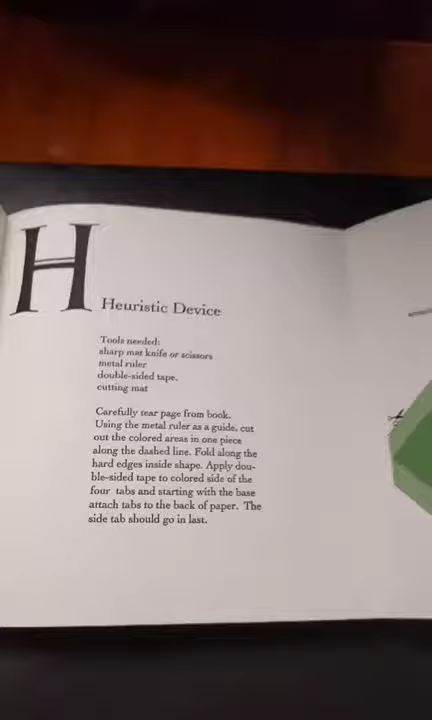 H
Heuristic Device
Tools needed:
sharp mat knife or scissors
metal ruler
double-sided tape,
cutting mat
Carefully tear page from book.
Using the metal ruler as a guide, cut
out the colored areas in one piece
along the dashed line. Fold along the
hard edges inside shape. Apply dou-
ble-sided tape to colored side of the
four tabs and starting with the base
attach tabs to the back of paper. The
side tab should go in last.